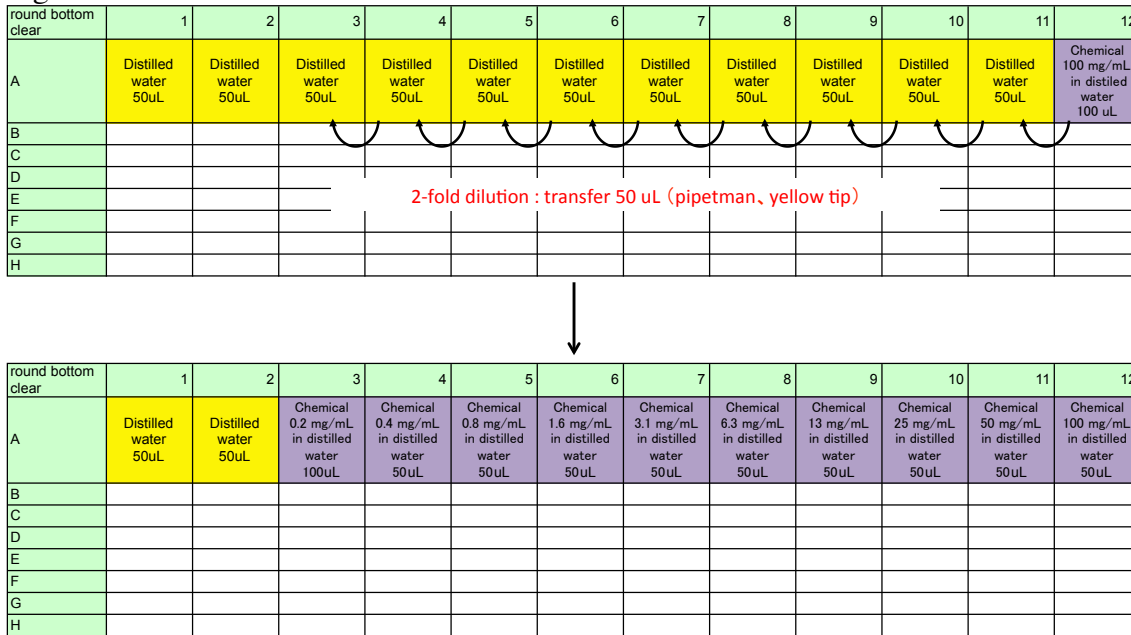 round bottom clear 1 2 3 4 5 6 7 8 9 10 11 12
A
Distilled water 50uL
Distilled water 50uL
Distilled water 50uL
Distilled water 50uL
Distilled water 50uL
Distilled water 50uL
Distilled water 50uL
Distilled water 50uL
Distilled water 50uL
Distilled water 50uL
Distilled water 50uL
Chemical 100 mg/mL in distiled water 100 uL
B
C
D
E
2-fold dilution : transfer 50 uL（pipetman、yellow tip）
F
G
H
round bottom clear 1 2 3 4 5 6 7 8 9 10 11 12
A
Distilled water 50uL
Distilled water 50uL
Chemical 0.2 mg/mL in distilled water 100uL
Chemical 0.4 mg/mL in distilled water 50uL
Chemical 0.8 mg/mL in distilled water 50uL
Chemical 1.6 mg/mL in distilled water 50uL
Chemical 3.1 mg/mL in distilled water 50uL
Chemical 6.3 mg/mL in distilled water 50uL
Chemical 13 mg/mL in distilled water 50uL
Chemical 25 mg/mL in distilled water 50uL
Chemical 50 mg/mL in distilled water 50uL
Chemical 100 mg/mL in distilled water 50uL
B
C
D
E
F
G
H